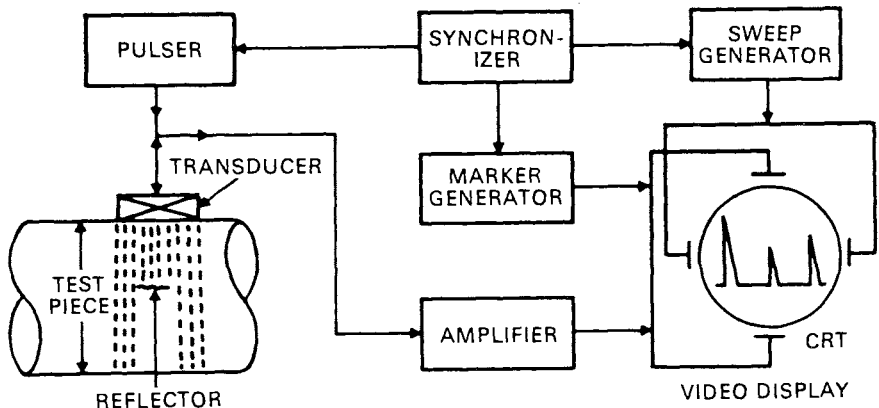 PULSER
SYNCHRON-
IZER
SWEEP
GENERATOR
TRANSDUCER
MARKER
GENERATOR
TEST
PIECE
AMPLIFIER
CRT
REFLECTOR
VIDEO DISPLAY